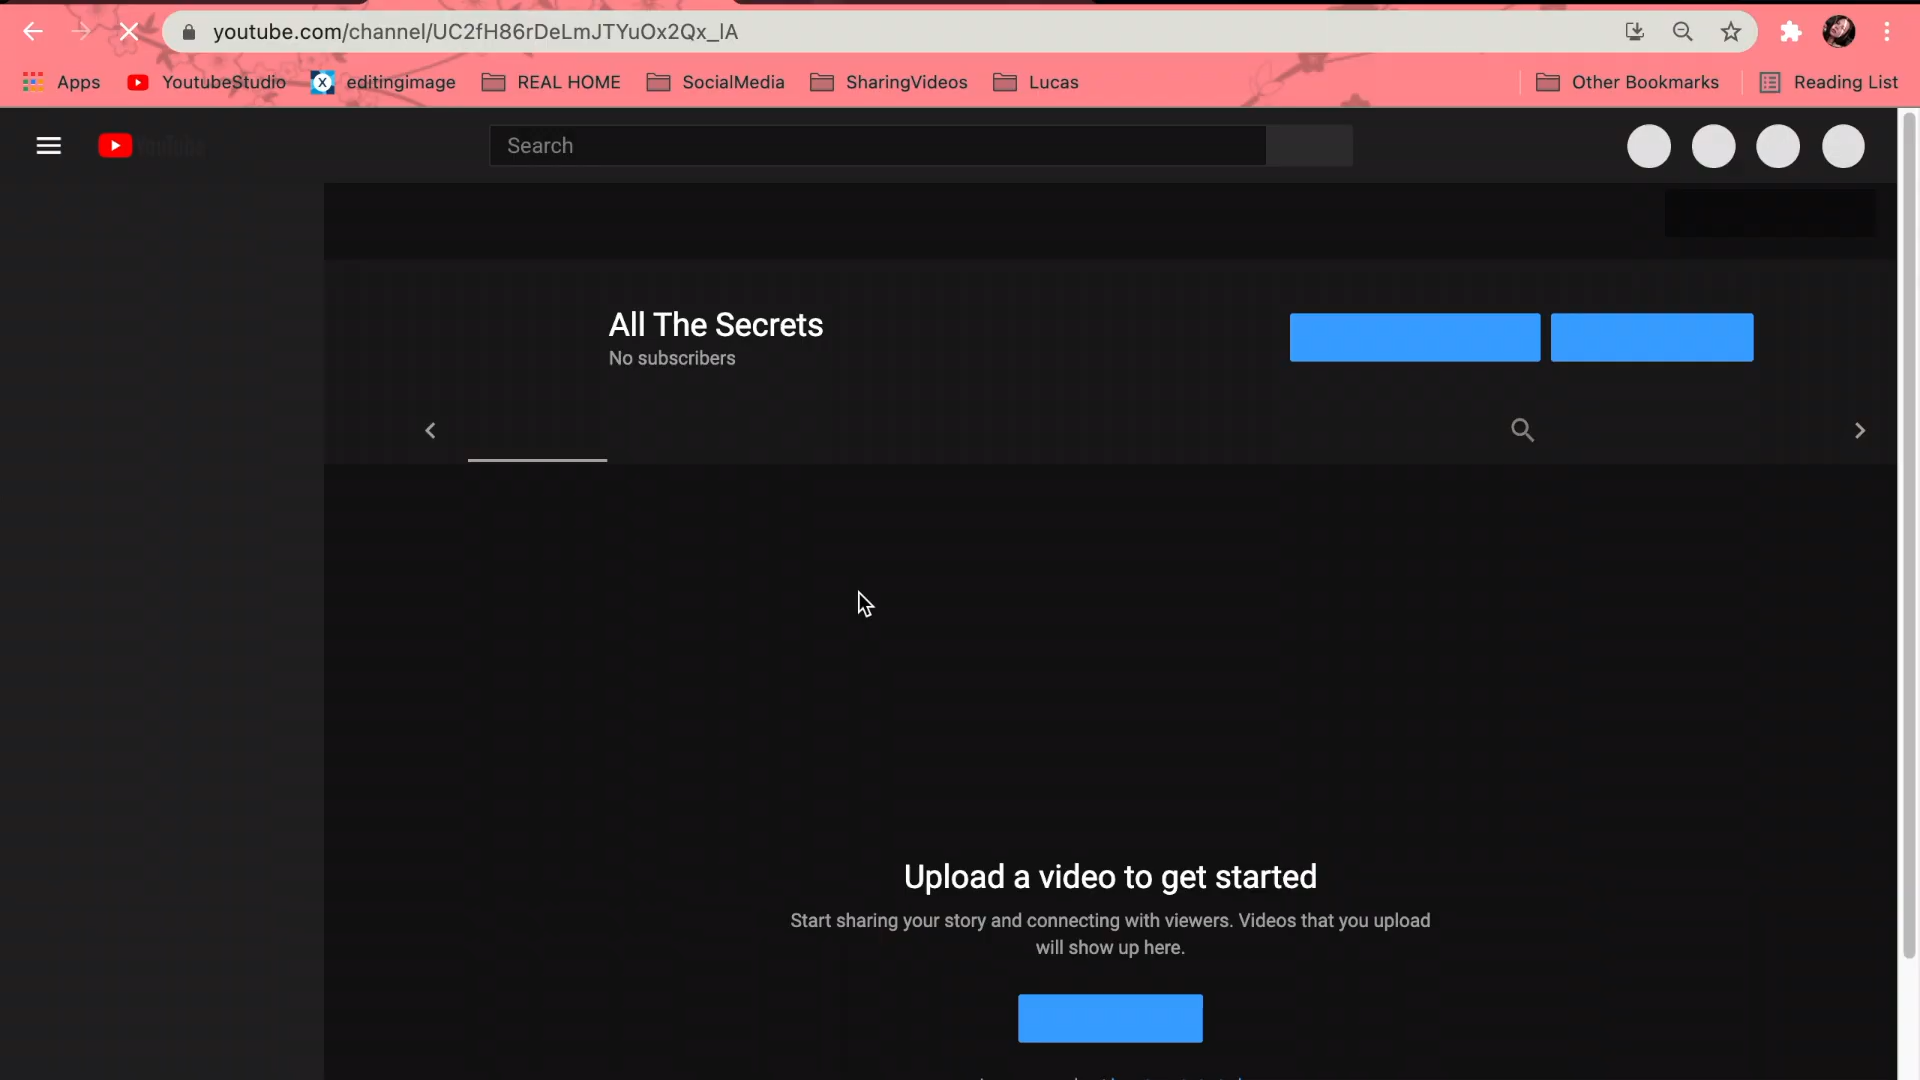 youtube.com/channel/UC2fH86rDeLmJTYuOx2Qx_lA
Apps YoutubeStudio editingimage REAL HOME SocialMedia SharingVideos Lucas Other Bookmarks Reading List
YouTube Search
All The Secrets
No subscribers
Upload a video to get started
Start sharing your story and connecting with viewers. Videos that you upload
will show up here.